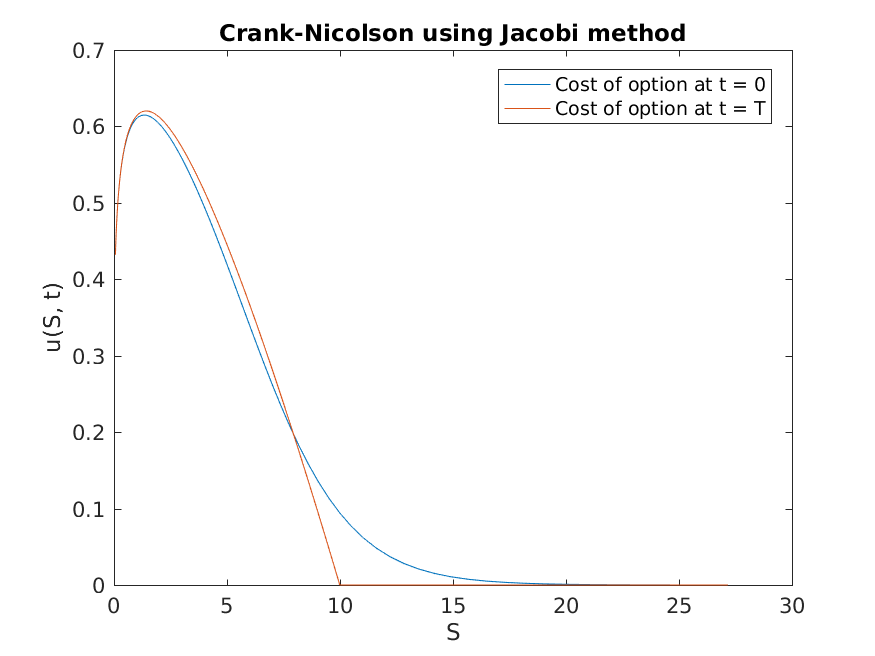 Crank-Nicolson using Jacobi method
Cost of option at t = 0
Cost of option at t = T
u(S, t)
0.7
0.6
0.5
0.4
0.3
0.2
0.1
0
0 5 10 15 20 25 30
S